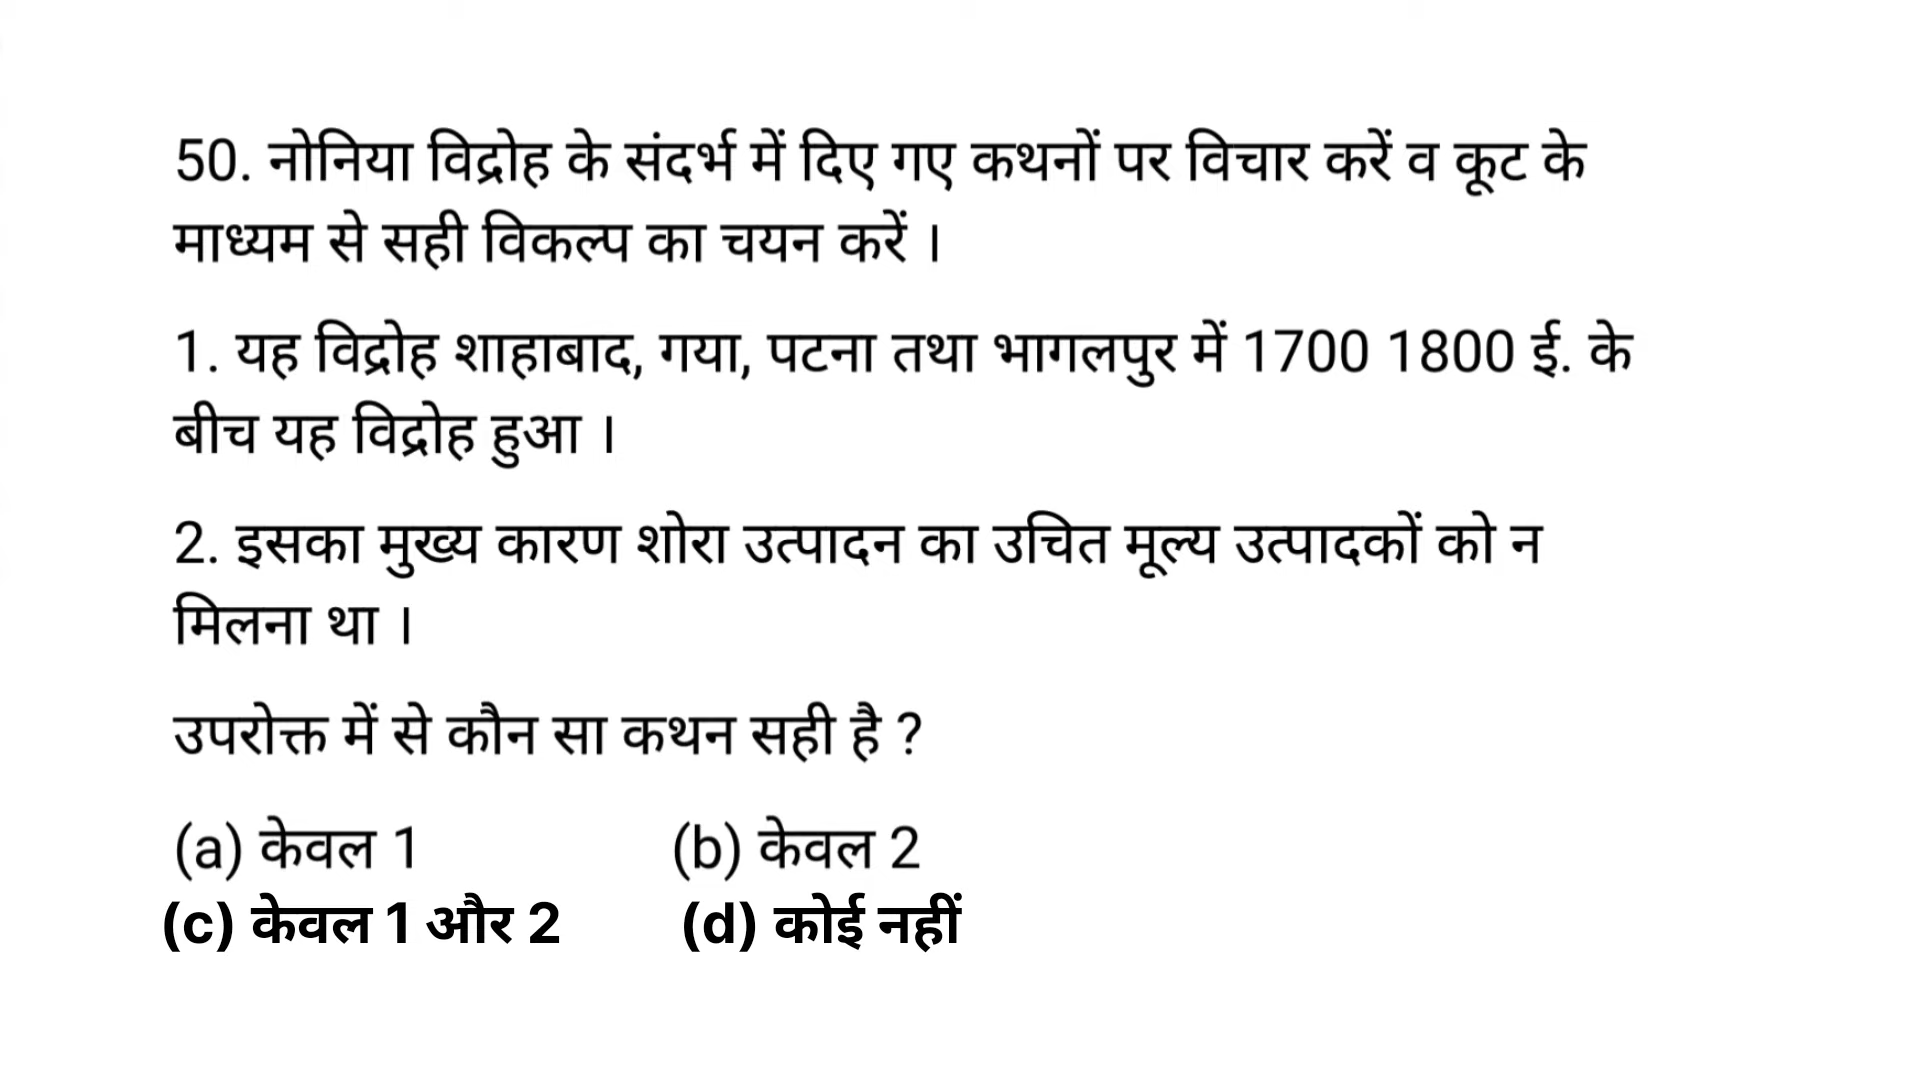 50. नोनिया विद्रोह के संदर्भ में दिए गए कथनों पर विचार करें व कूट के
माध्यम से सही विकल्प का चयन करें ।
1. यह विद्रोह शाहाबाद, गया, पटना तथा भागलपुर में 1700 1800 ई. के
बीच यह विद्रोह हुआ ।
2. इसका मुख्य कारण शोरा उत्पादन का उचित मूल्य उत्पादकों को न
मिलना था ।
उपरोक्त में से कौन सा कथन सही है ?
(a) केवल 1 (b) केवल 2
(c) केवल 1 और 2 (d) कोई नहीं